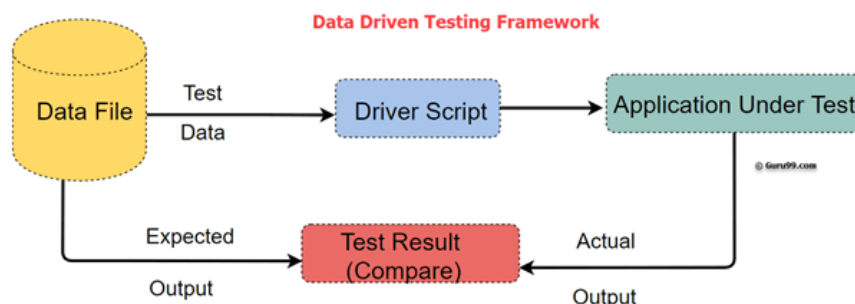 Data Driven Testing Framework
Data File
Test
Data
Driver Script
Application Under Test
© Guru99.com
Expected
Output
Test Result
(Compare)
Actual
Output